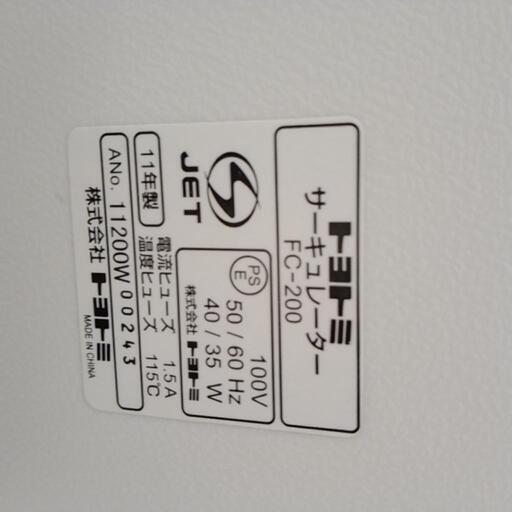 トヨトミ
サーキュレーター
FC-200
JET
PS
E
100V
50/60 Hz
40/35 W
株式会社 トヨトミ
11年製
電流ヒューズ 1.5A
温度ヒューズ 115℃
ANo. 11200W00243
株式会社 トヨトミ
MADE IN CHINA